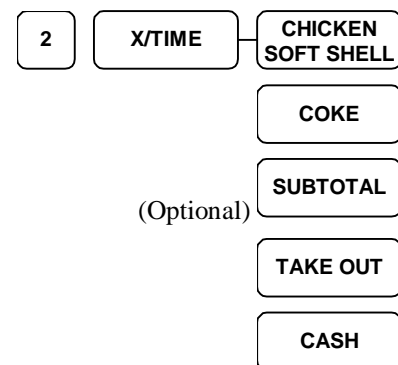 2 X/TIME CHICKEN
SOFT SHELL
COKE
SUBTOTAL
(Optional)
TAKE OUT
CASH